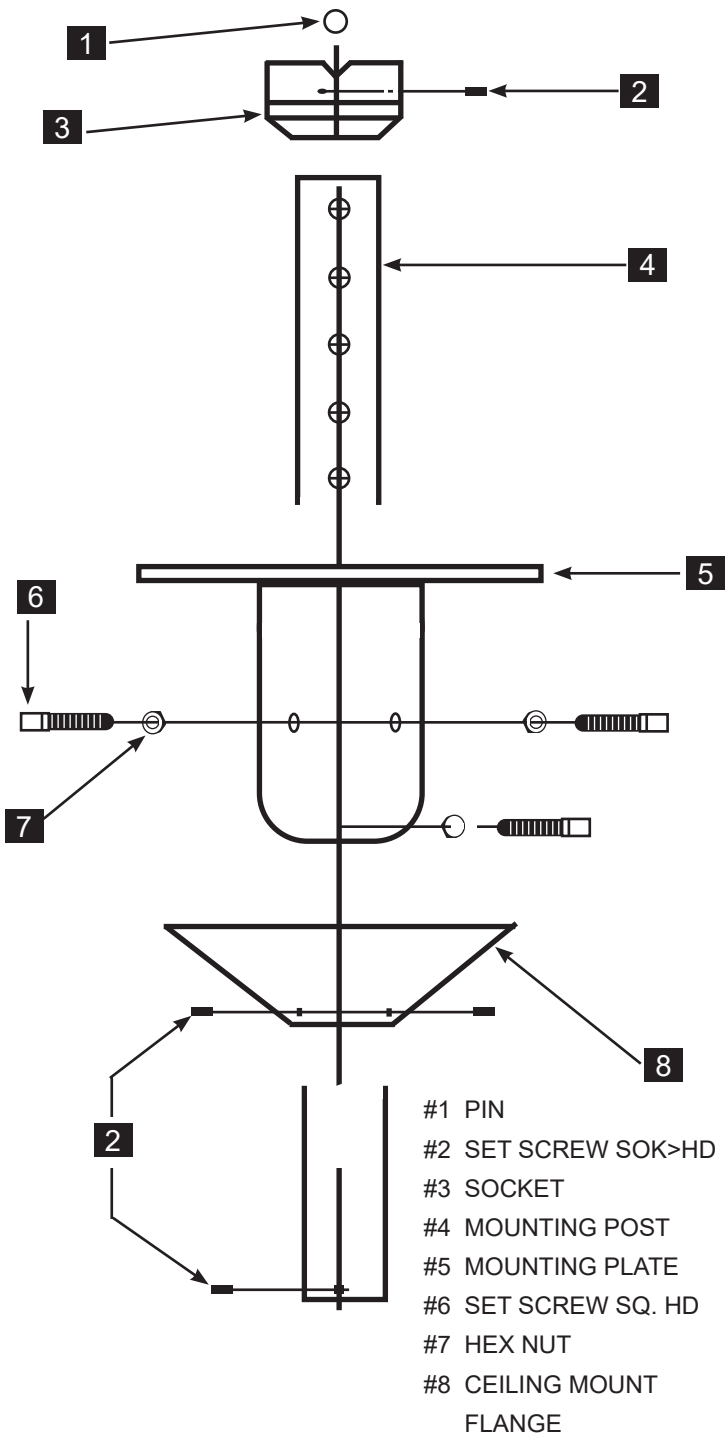 1
2
3
4
5
6
7
8
2
#1 PIN
#2 SET SCREW SOK>HD
#3 SOCKET
#4 MOUNTING POST
#5 MOUNTING PLATE
#6 SET SCREW SQ. HD
#7 HEX NUT
#8 CEILING MOUNT
FLANGE